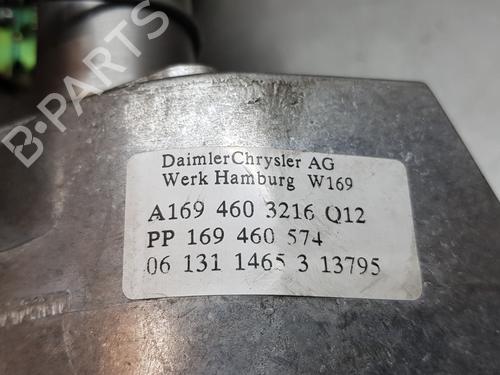 B-PARTS
DaimlerChrysler AG
Werk Hamburg W169
A169 460 3216 Q12
PP 169 460 574
06 131 1465 3 13795